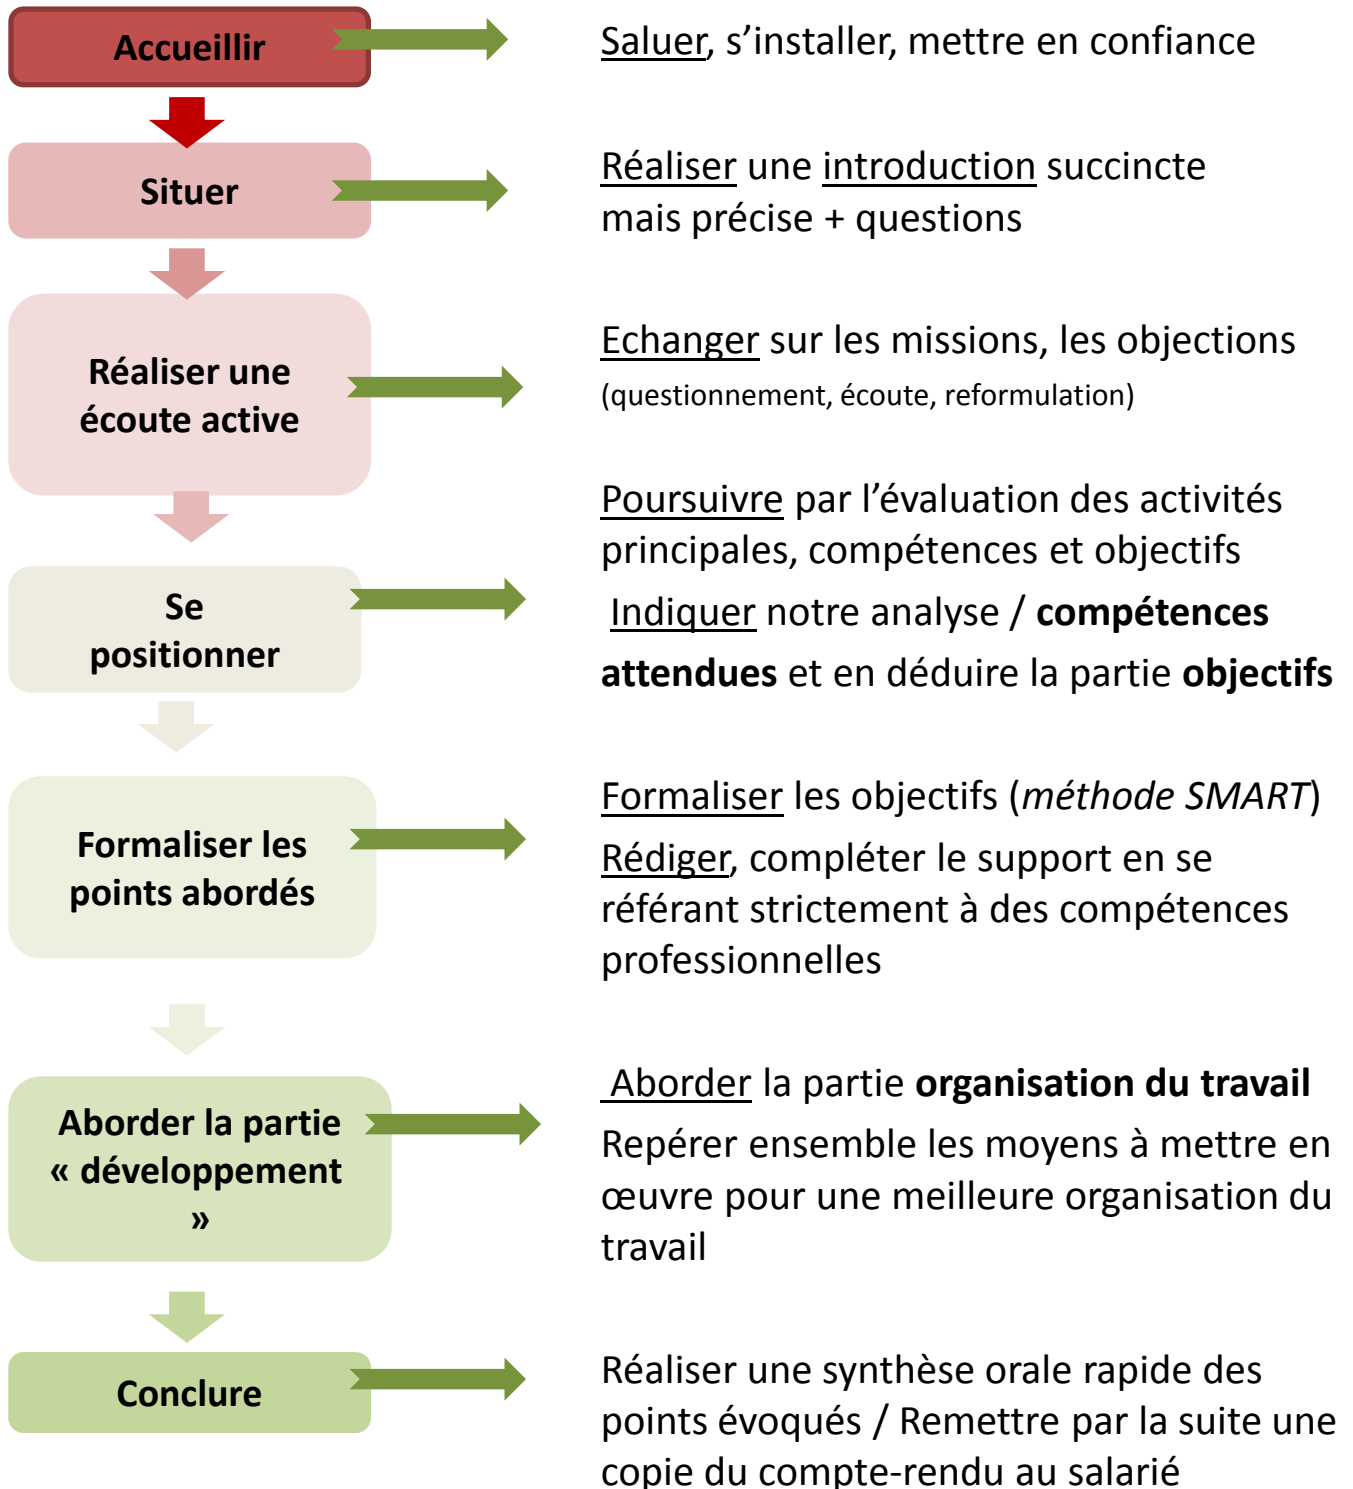 Accueillir
Saluer, s’installer, mettre en confiance
Situer
Réaliser une introduction succincte
mais précise + questions
Réaliser une
écoute active
Echanger sur les missions, les objections
(questionnement, écoute, reformulation)
Se
positionner
Poursuivre par l’évaluation des activités
principales, compétences et objectifs
Indiquer notre analyse / compétences
attendues et en déduire la partie objectifs
Formaliser les
points abordés
Formaliser les objectifs (méthode SMART)
Rédiger, compléter le support en se
référant strictement à des compétences
professionnelles
Aborder la partie
« développement
»
Aborder la partie organisation du travail
Repérer ensemble les moyens à mettre en
œuvre pour une meilleure organisation du
travail
Conclure
Réaliser une synthèse orale rapide des
points évoqués / Remettre par la suite une
copie du compte-rendu au salarié